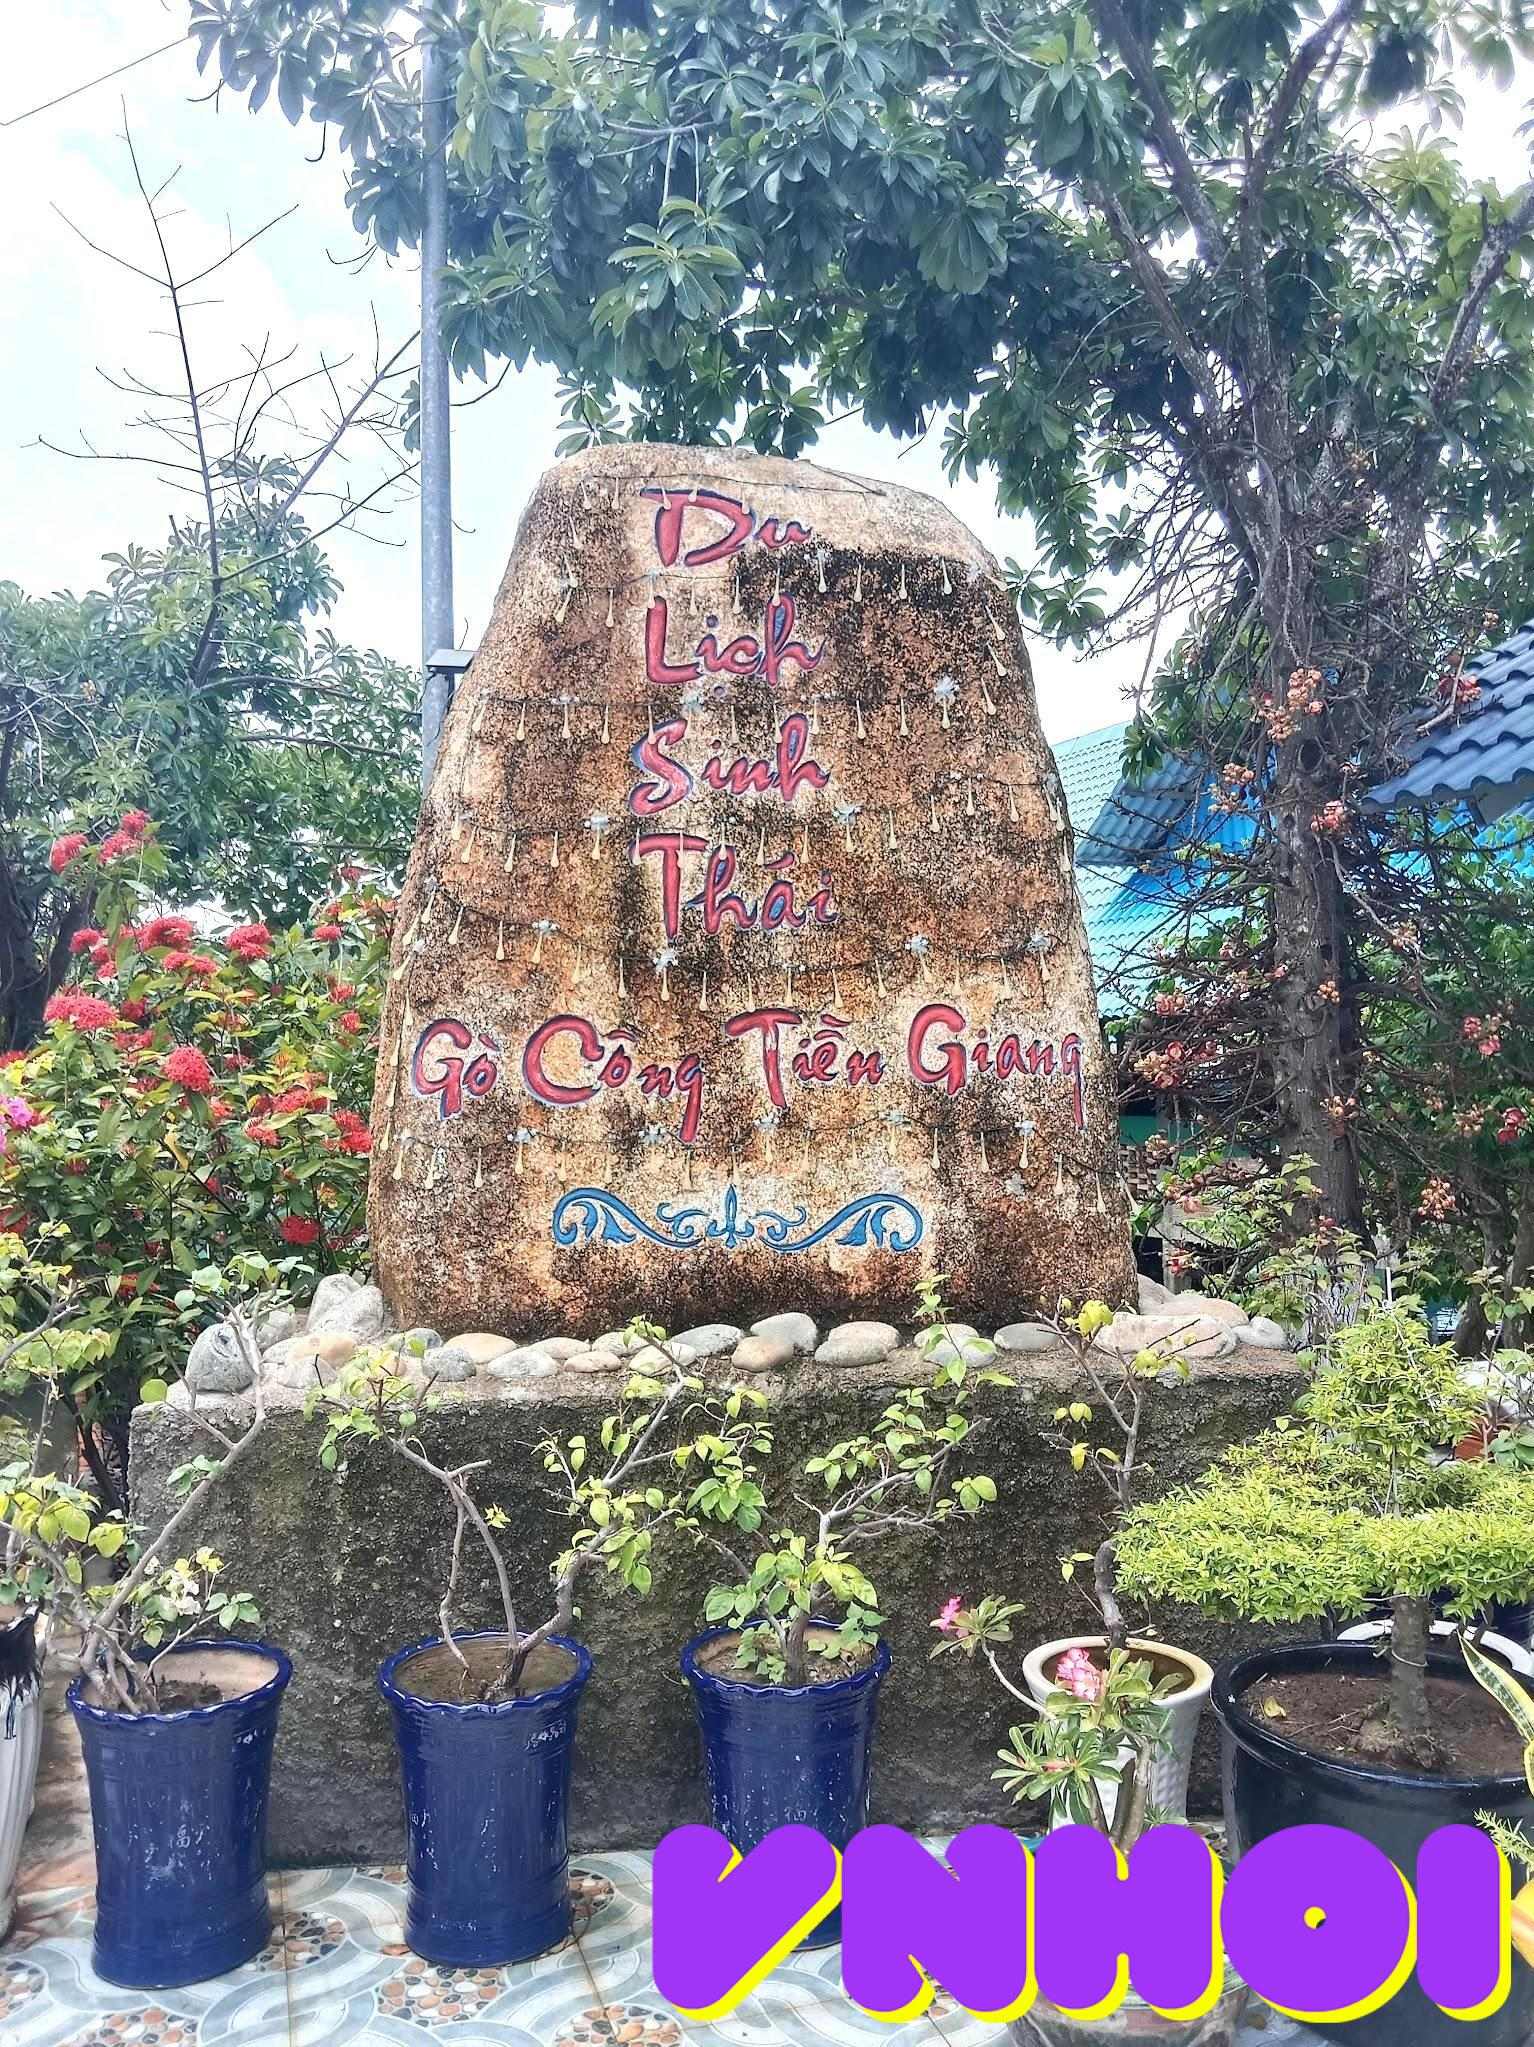 Du
Lịch
Sinh
Thái
Gò Công Tiền Giang
VNHOI